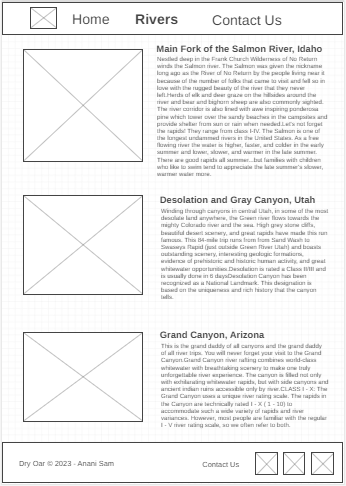 Home Rivers Contact Us
Main Fork of the Salmon River, Idaho
Nestled deep in the Frank Church Wilderness of No Return
winds the Salmon river. The Salmon was given the nickname
long ago as the River of No Return by the people living near it
because of the number of folks that came to visit and fell so in
love with the rugged beauty of the river that they never
left.Herds of elk and deer graze on the hillsides around the
river and bear and bighorn sheep are also commonly sighted.
The river corridor is also lined with awe inspiring ponderosa
pine which tower over the sandy beaches in the campsites and
provide shelter from sun or rain when needed.Let's not forget
the rapids! They range from class I-IV. The Salmon is one of
the longest undammed rivers in the United States. As a free
flowing river the water is higher, faster, and colder in the early
summer and lower, slower, and warmer in the late summer.
There are good rapids all summer...but families with children
who like to swim tend to appreciate the late summer's slower,
warmer water more.
Desolation and Gray Canyon, Utah
Winding through canyons in central Utah, in some of the most
desolate land anywhere, the Green river flows towards the
mighty Colorado river and the sea. High grey stone cliffs,
beautiful desert scenery, and great rapids have made this run
famous. This 84-mile trip runs from from Sand Wash to
Swaseys Rapid (just outside Green River Utah) and boasts
outstanding scenery, interesting geologic formations,
evidence of prehistoric and historic human activity, and great
whitewater opportunities.Desolation is rated a Class II/III and
is usually done in 6 daysDesolation Canyon has been
recognized as a National Landmark. This designation is
based on the uniqueness and rich history that the canyon
tells.
Grand Canyon, Arizona
This is the grand daddy of all canyons and the grand daddy
of all river trips. You will never forget your visit to the Grand
Canyon.Grand Canyon river rafting combines world-class
whitewater with breathtaking scenery to make one truly
unforgettable river experience. The canyon is filled not only
with exhilarating whitewater rapids, but with side canyons and
ancient indian ruins accessible only by river.CLASS I - X: The
Grand Canyon uses a unique river rating scale. The rapids in
the Canyon are technically rated I - X ( 1 - 10) to
accommodate such a wide variety of rapids and river
variances. However, most people are familiar with the regular
I - V river rating scale, so we often refer to both.
Dry Oar © 2023 - Anani Sam Contact Us